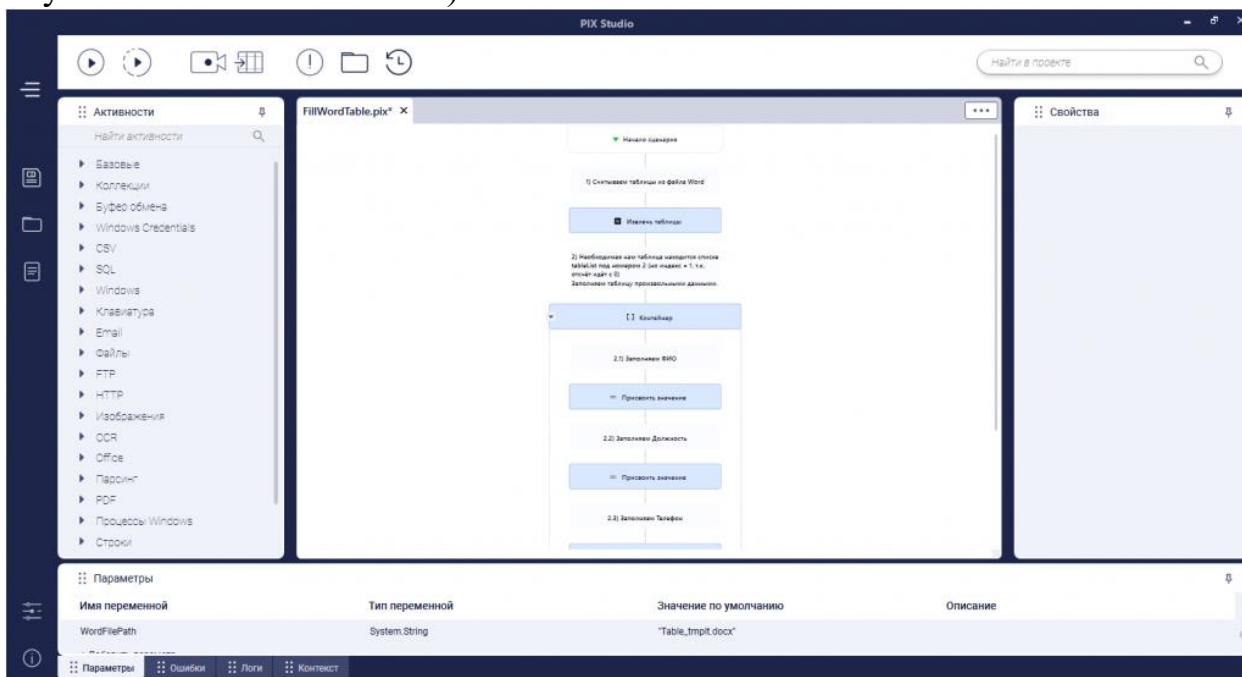 PIX Studio
Найти в проекте
Активности
FillWordTable.pix*
Свойства
Найти активности
Базовые
Коллекции
Буфер обмена
Windows Credentials
CSV
SQL
Windows
Клавиатура
Email
Файлы
FTP
HTTP
Изображения
OCR
Office
Парсинг
PDF
Процессы Windows
Строки
Начало сценария
1) Считываем таблицы из файла Word
Извлечь таблицы
2) Необходимая нам таблица находится списке
tableList под номером 2 (но индекс = 1, т.к.
отсчёт идёт с 0)
Заполняем таблицу произвольными данными.
Контейнер
2.1) Заполняем ФИО
Присвоить значение
2.2) Заполняем Должность
Присвоить значение
2.3) Заполняем Телефон
Параметры
Имя переменной Тип переменной Значение по умолчанию Описание
WordFilePath System.String "Table_tmplt.docx"
Параметры Ошибки Логи Контекст